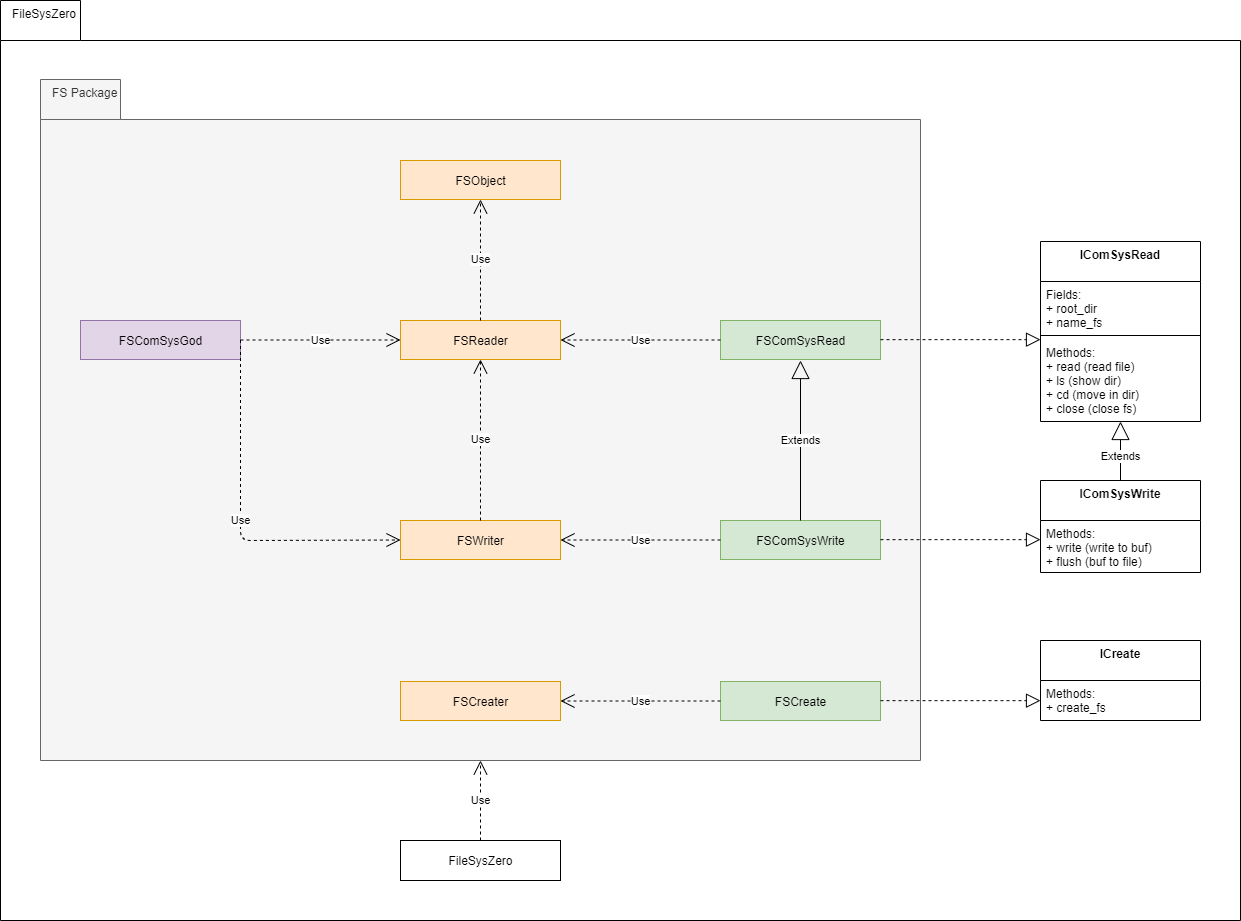 FileSysZero
FS Package
FSObject
Use
IComSysRead
Fields:
+ root_dir
+ name_fs
Methods:
+ read (read file)
+ ls (show dir)
+ cd (move in dir)
+ close (close fs)
FSComSysGod
Use
FSReader
Use
FSComSysRead
Use
Extends
Extends
IComSysWrite
Methods:
+ write (write to buf)
+ flush (buf to file)
Use
FSWriter
Use
FSComSysWrite
ICreate
Methods:
+ create_fs
FSCreater
Use
FSCreate
Use
FileSysZero